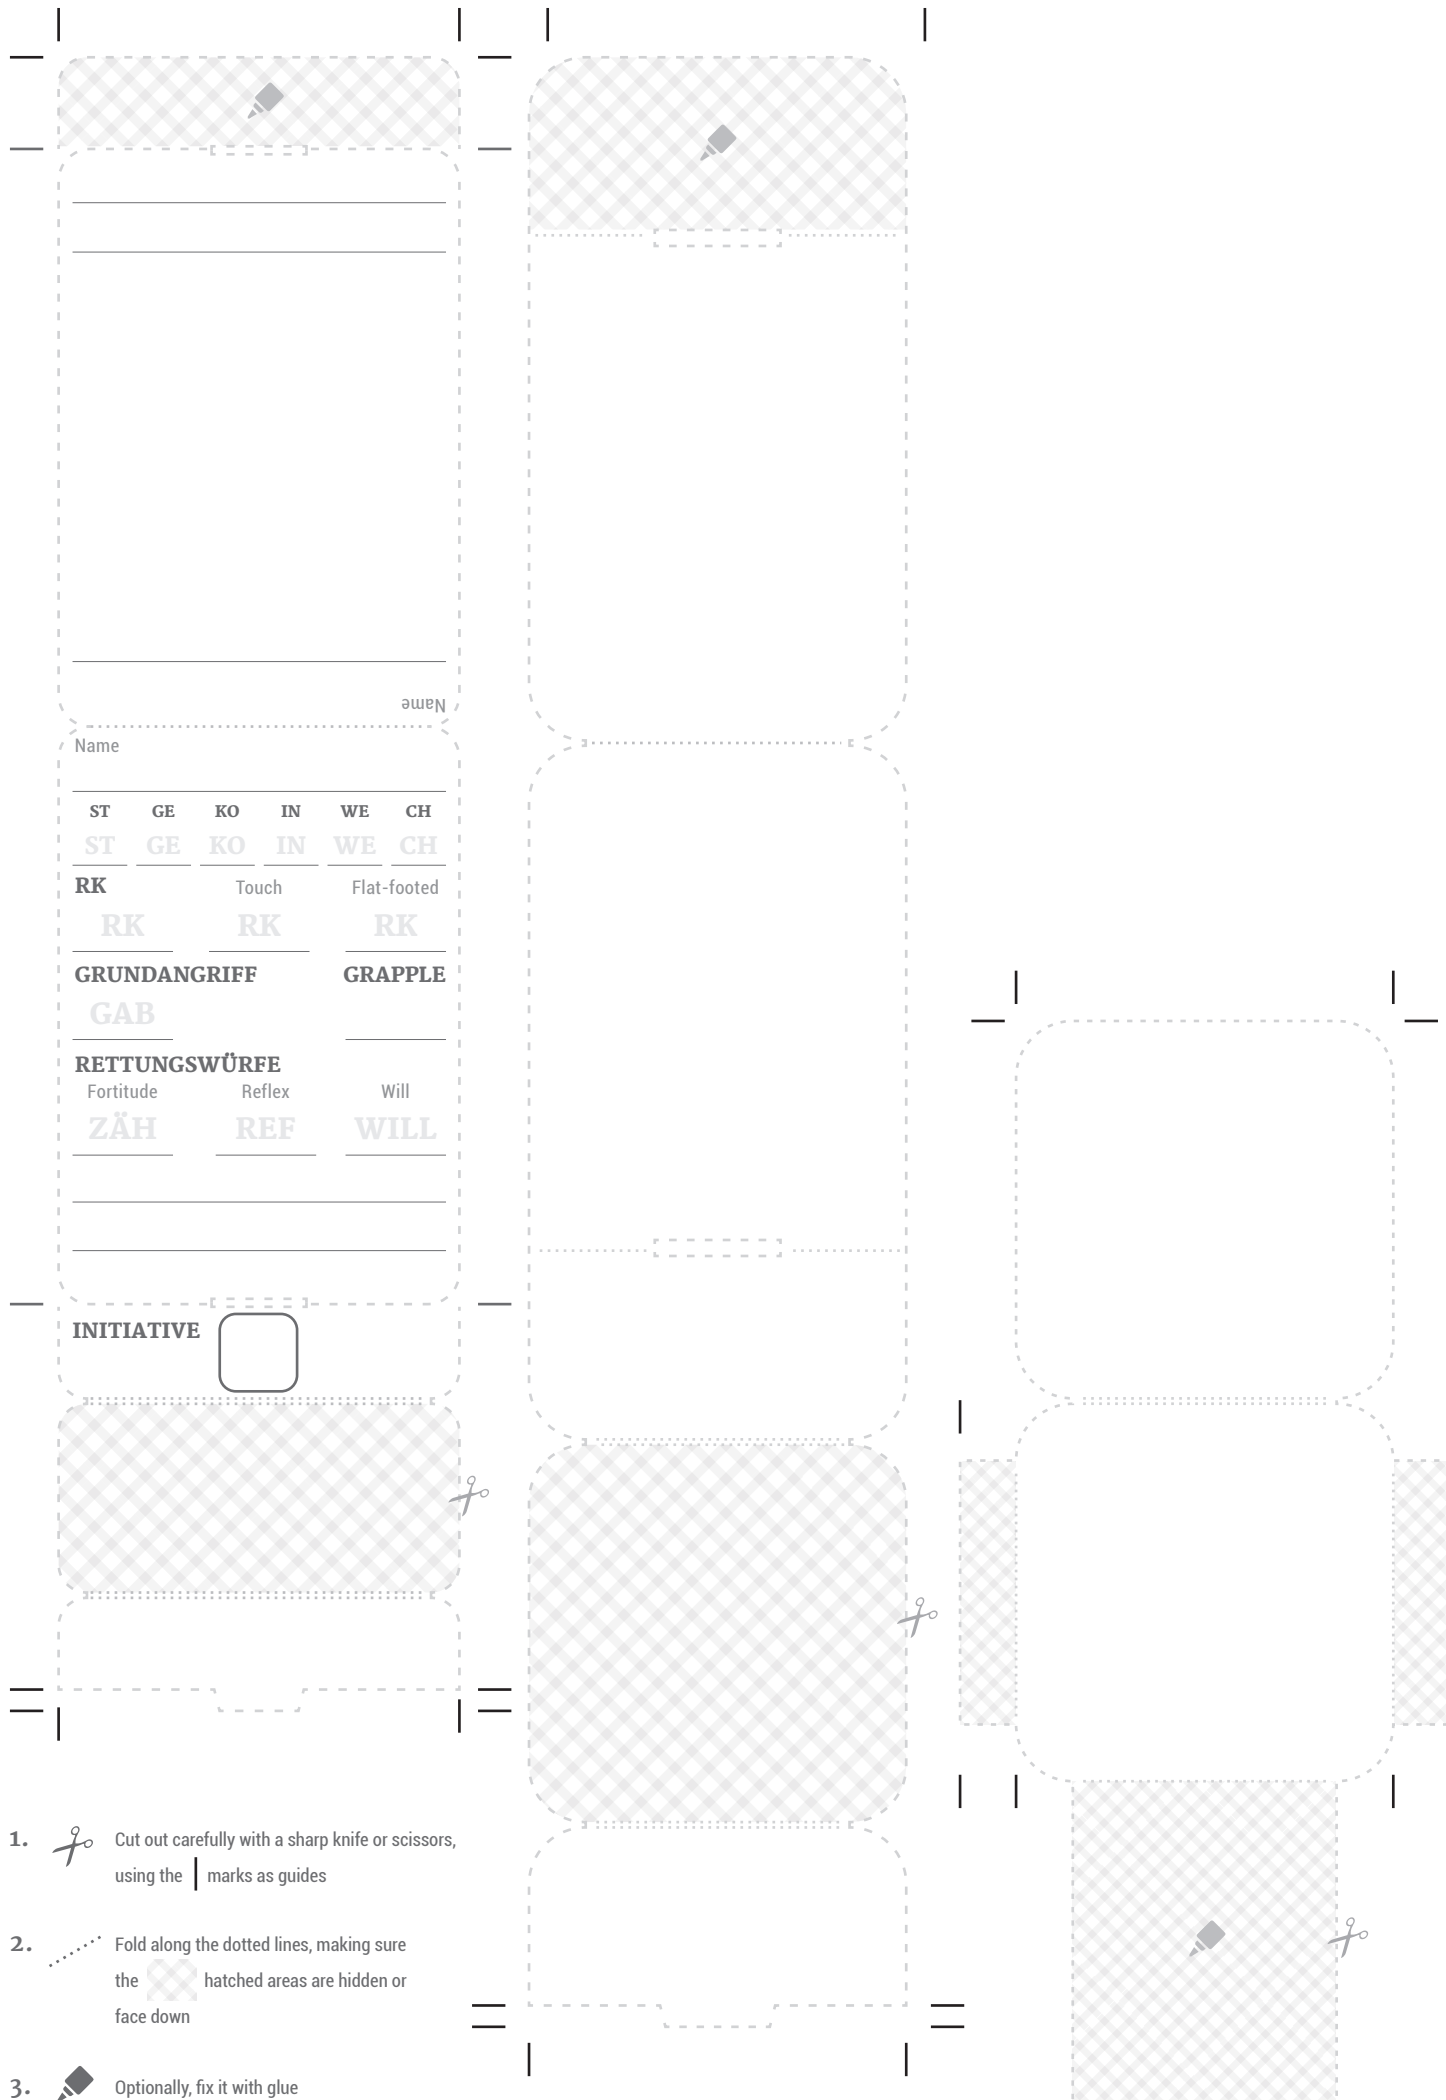 Name
Name
ST GE KO IN WE CH
ST GE KO IN WE CH
RK Touch Flat-footed
RK RK RK
GRUNDANGRIFF GRAPPLE
GAB
RETTUNGSWÜRFE
Fortitude Reflex Will
ZÄH REF WILL
INITIATIVE
1. Cut out carefully with a sharp knife or scissors,
using the marks as guides
2. Fold along the dotted lines, making sure
the hatched areas are hidden or
face down
3. Optionally, fix it with glue